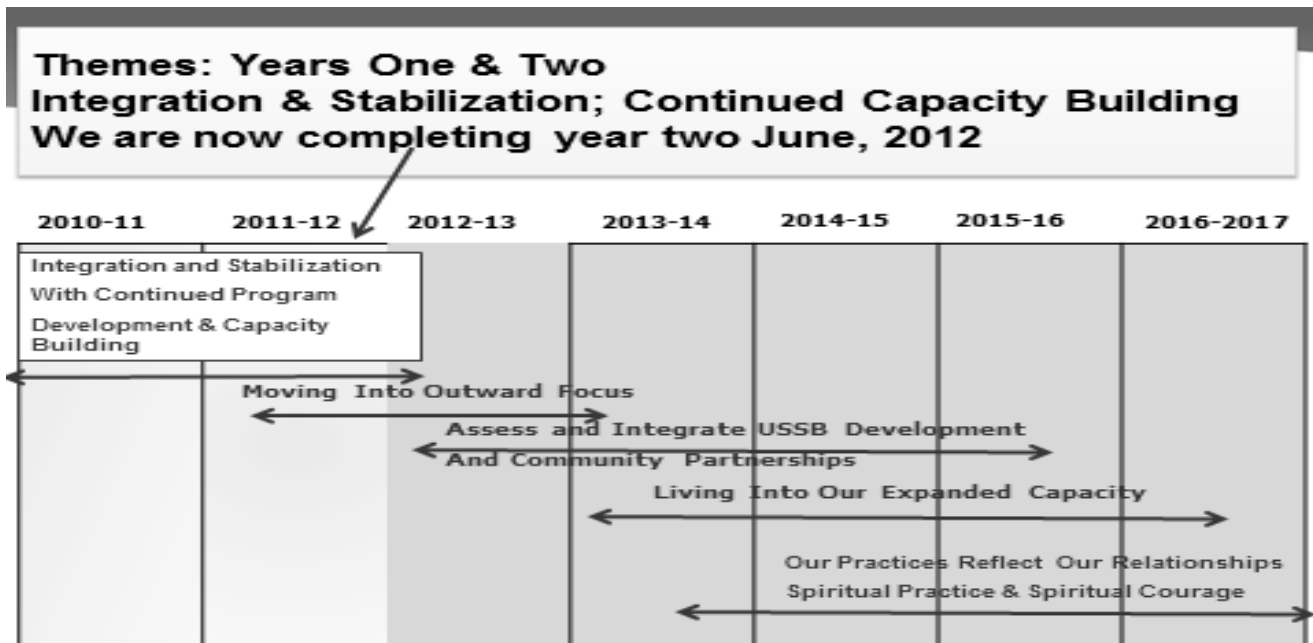 Themes: Years One & Two
Integration & Stabilization; Continued Capacity Building
We are now completing year two June, 2012
2010-11 2011-12 2012-13 2013-14 2014-15 2015-16 2016-2017
Integration and Stabilization
With Continued Program
Development & Capacity
Building
Moving Into Outward Focus
Assess and Integrate USSB Development
And Community Partnerships
Living Into Our Expanded Capacity
Our Practices Reflect Our Relationships
Spiritual Practice & Spiritual Courage